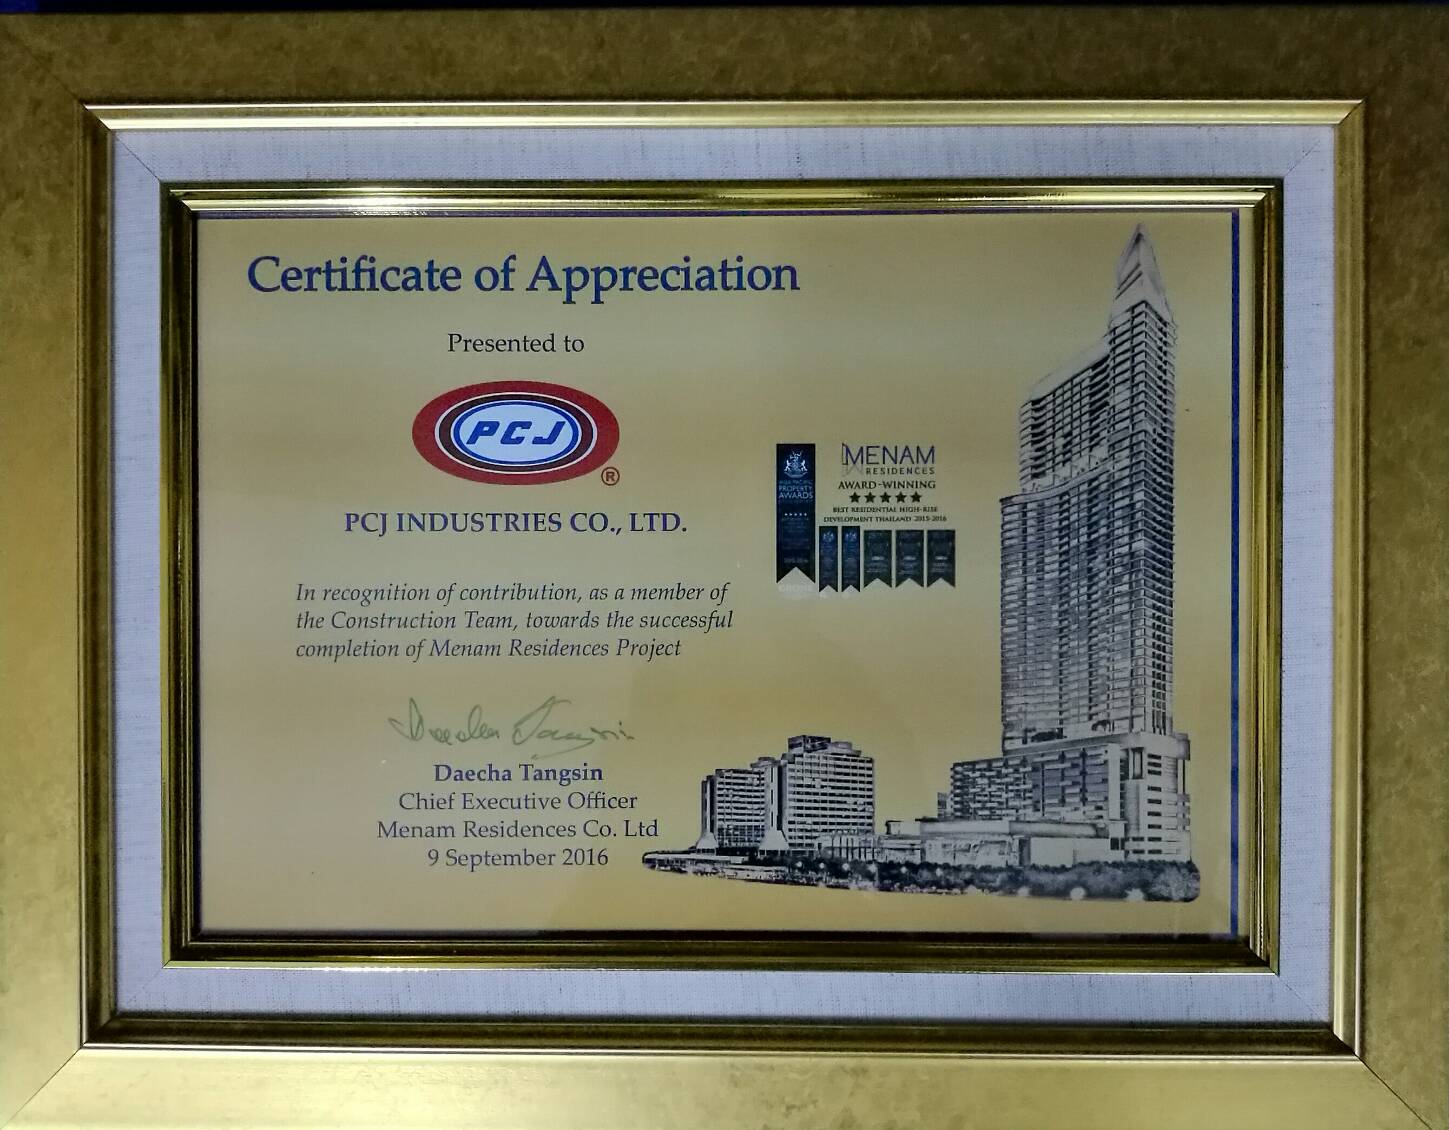 Certificate of Appreciation
Presented to
PCJ
®
PCJ INDUSTRIES CO., LTD.
In recognition of contribution, as a member of
the Construction Team, towards the successful
completion of Menam Residences Project
Daecha Tangsin
Daecha Tangsin
Chief Executive Officer
Menam Residences Co. Ltd
9 September 2016
ASIA PACIFIC
PROPERTY
AWARDS
MENAM
RESIDENCES
AWARD-WINNING
BEST RESIDENTIAL HIGH-RISE
DEVELOPMENT THAILAND 2015-2016